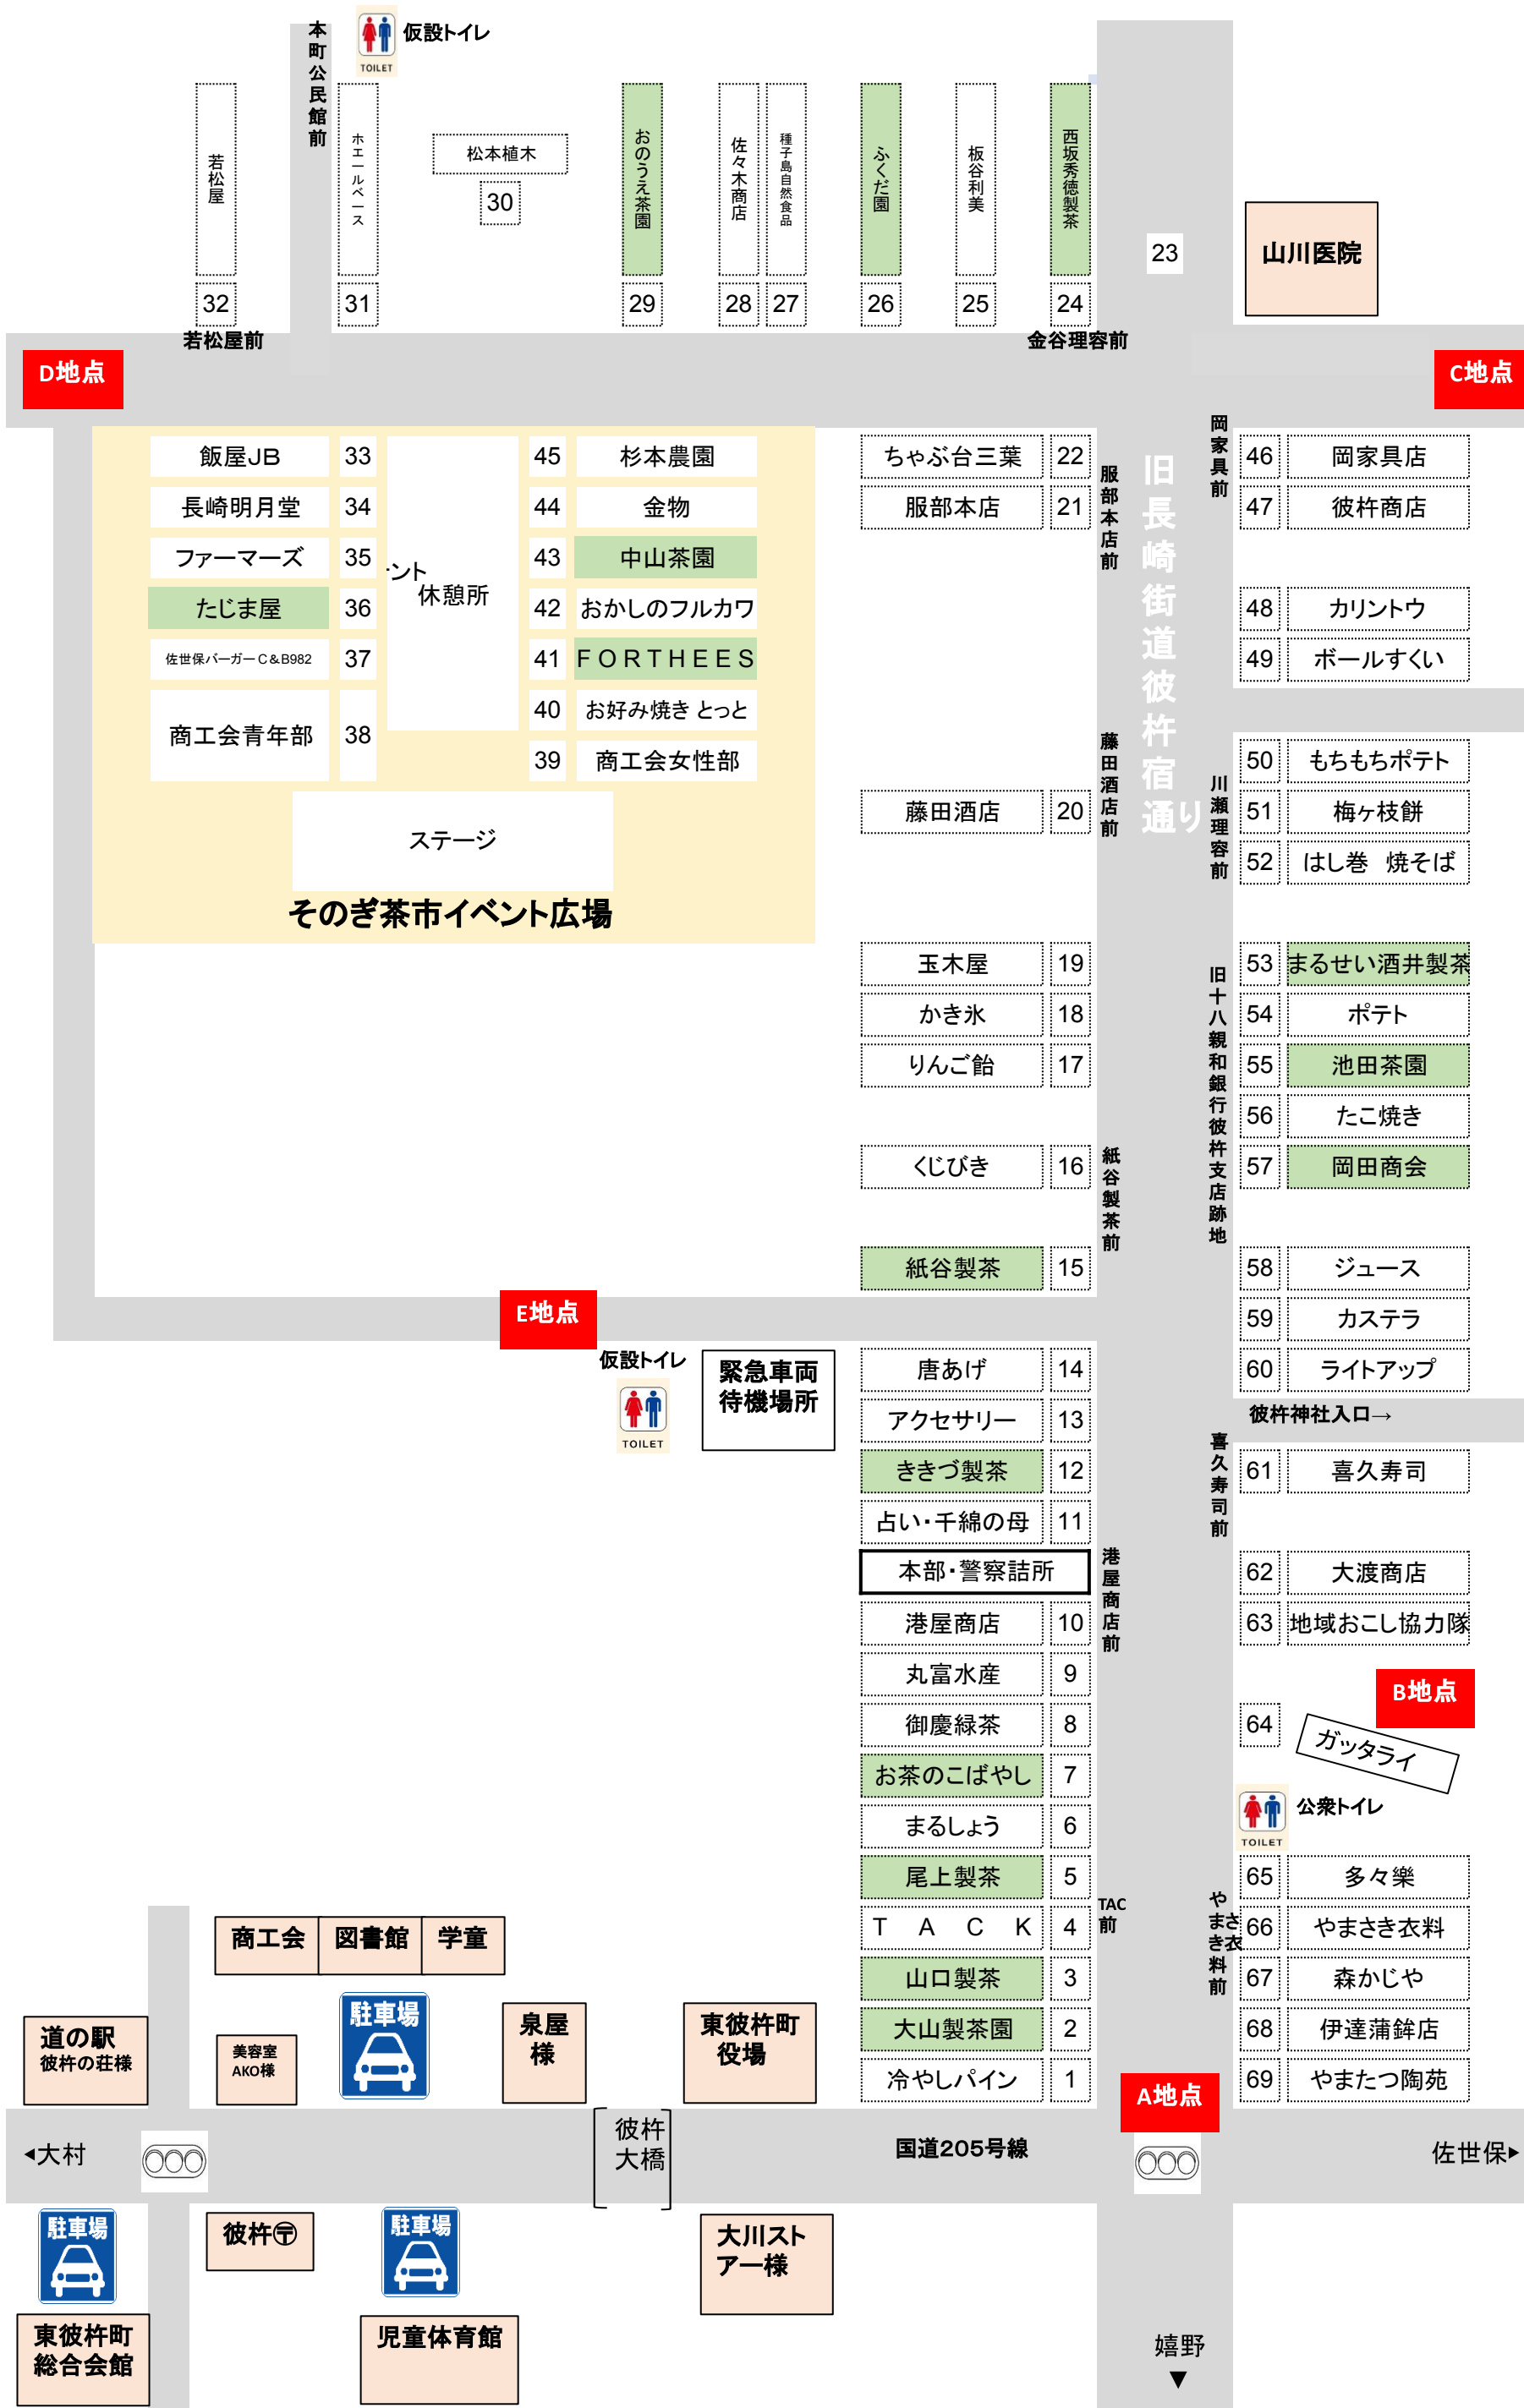 本町公民館前
TOILET
仮設トイレ
若松屋
ホエールベース
松本植木
30
おのうえ茶園
佐々木商店
種子島自然食品
ふくだ園
板谷利美
西坂秀徳製茶
23
山川医院
32
31
29
28
27
26
25
24
若松屋前
金谷理容前
D地点
C地点
飯屋JB 33
長崎明月堂 34
ファーマーズ 35
たじま屋 36
佐世保バーガーC&B982 37
商工会青年部 38
ント
休憩所
45 杉本農園
44 金物
43 中山茶園
42 おかしのフルカワ
41 FORTHEES
40 お好み焼き とっと
39 商工会女性部
ステージ
そのぎ茶市イベント広場
ちゃぶ台三葉 22
服部本店 21
服部本店前
藤田酒店 20
藤田酒店前
玉木屋 19
かき氷 18
りんご飴 17
くじびき 16
紙谷製茶 15
紙谷製茶前
旧長崎街道彼杵宿通り
岡家具前
46 岡家具店
47 彼杵商店
48 カリントウ
49 ボールすくい
50 もちもちポテト
51 梅ヶ枝餅
52 はし巻 焼そば
川瀬理容前
53 まるせい酒井製茶
54 ポテト
55 池田茶園
56 たこ焼き
57 岡田商会
旧十八親和銀行彼杵支店跡地
58 ジュース
59 カステラ
60 ライトアップ
彼杵神社入口→
E地点
仮設トイレ
TOILET
緊急車両
待機場所
唐あげ 14
アクセサリー 13
ききづ製茶 12
占い・千綿の母 11
本部・警察詰所
港屋商店 10
丸富水産 9
御慶緑茶 8
お茶のこばやし 7
まるしょう 6
尾上製茶 5
TACK 4
山口製茶 3
大山製茶園 2
冷やしパイン 1
港屋商店前
TAC
前
喜久寿司前
61 喜久寿司
62 大渡商店
63 地域おこし協力隊
B地点
64 ガッタライ
TOILET
公衆トイレ
65 多々樂
66 やまさき衣料
67 森かじや
68 伊達蒲鉾店
69 やまたつ陶苑
やまさき衣料前
A地点
商工会
図書館
学童
駐車場
道の駅
彼杵の荘様
美容室
AKO様
泉屋
様
東彼杵町
役場
◀大村
彼杵
大橋
国道205号線
佐世保▶
駐車場
彼杵〒
駐車場
大川スト
アー様
東彼杵町
総合会館
児童体育館
嬉野
▼